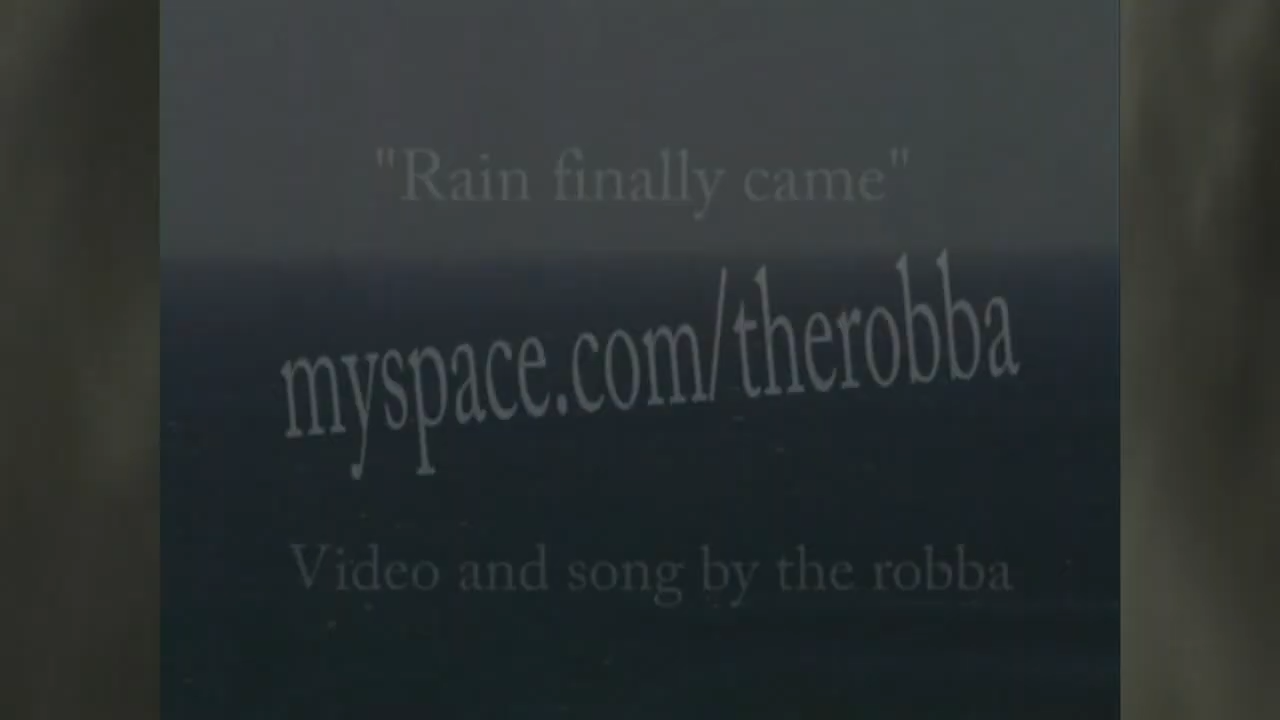 "Rain finally came"
myspace.com/therobba
Video and song by the robba